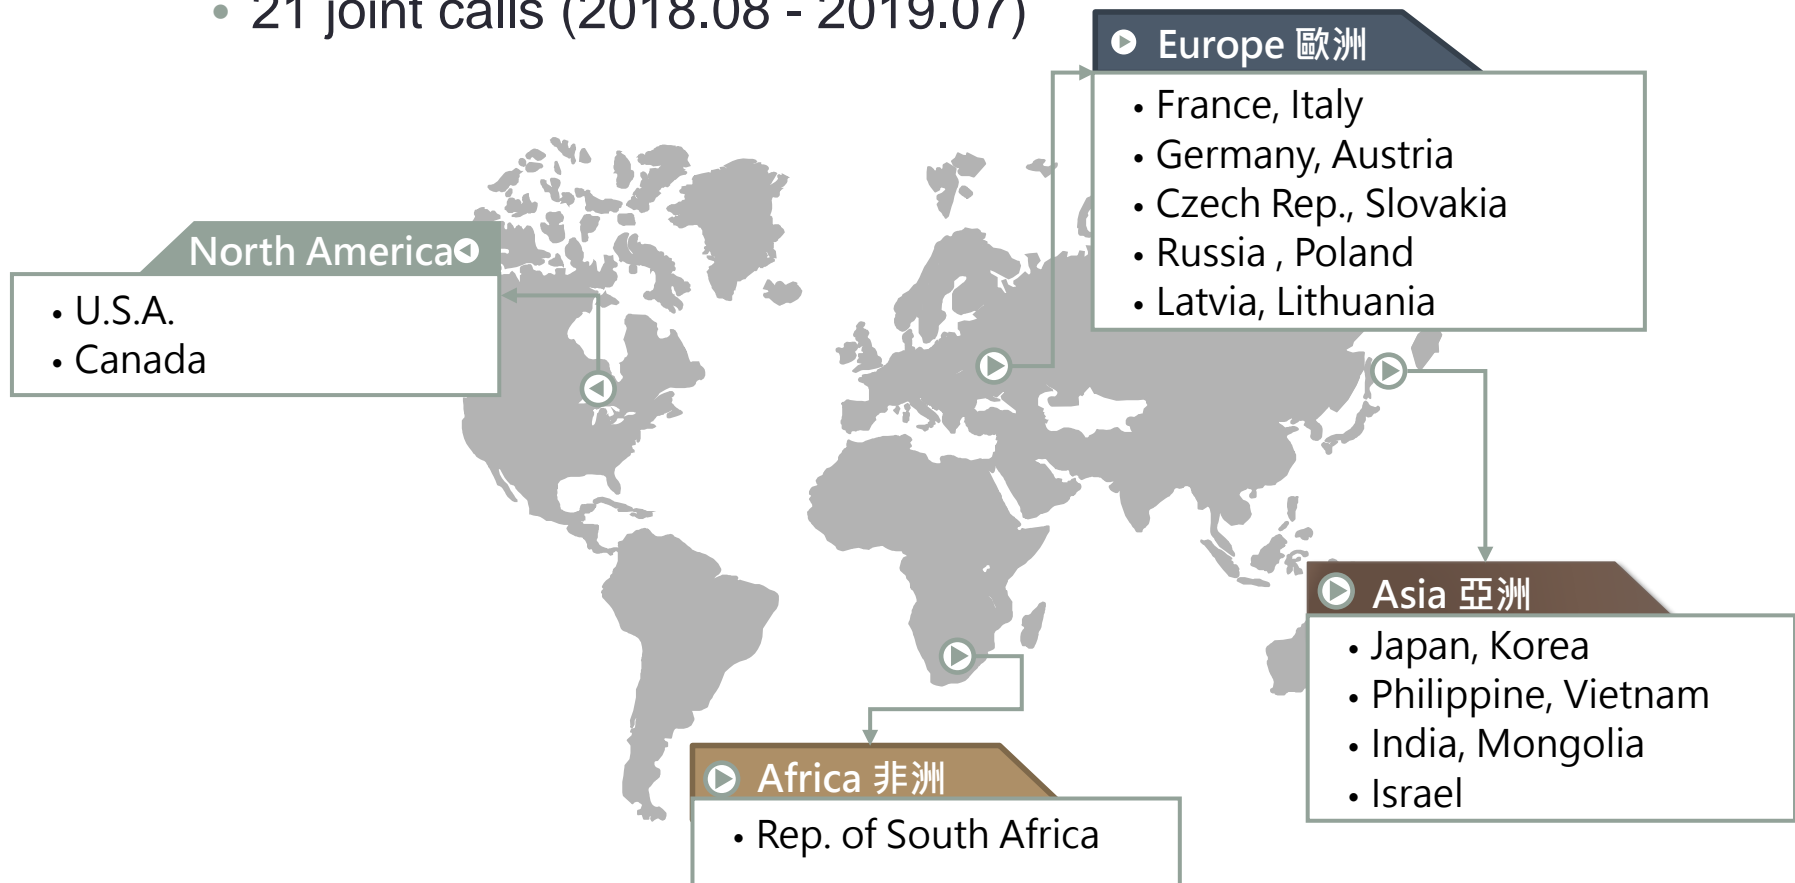 • 21 joint calls (2018.08 - 2019.07)
Europe 歐洲
• France, Italy
• Germany, Austria
• Czech Rep., Slovakia
• Russia , Poland
• Latvia, Lithuania
North America
• U.S.A.
• Canada
Asia 亞洲
• Japan, Korea
• Philippine, Vietnam
• India, Mongolia
• Israel
Africa 非洲
• Rep. of South Africa